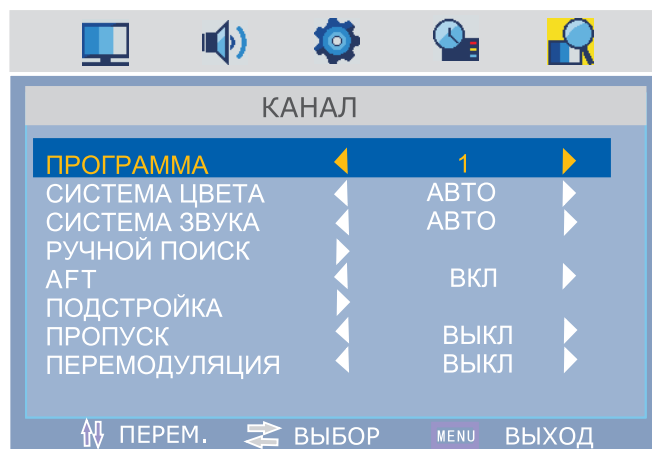 КАНАЛ
ПРОГРАММА 1
СИСТЕМА ЦВЕТА АВТО
СИСТЕМА ЗВУКА АВТО
РУЧНОЙ ПОИСК
AFT ВКЛ
ПОДСТРОЙКА
ПРОПУСК ВЫКЛ
ПЕРЕМОДУЛЯЦИЯ ВЫКЛ
ПЕРЕМ. ВЫБОР MENU ВЫХОД